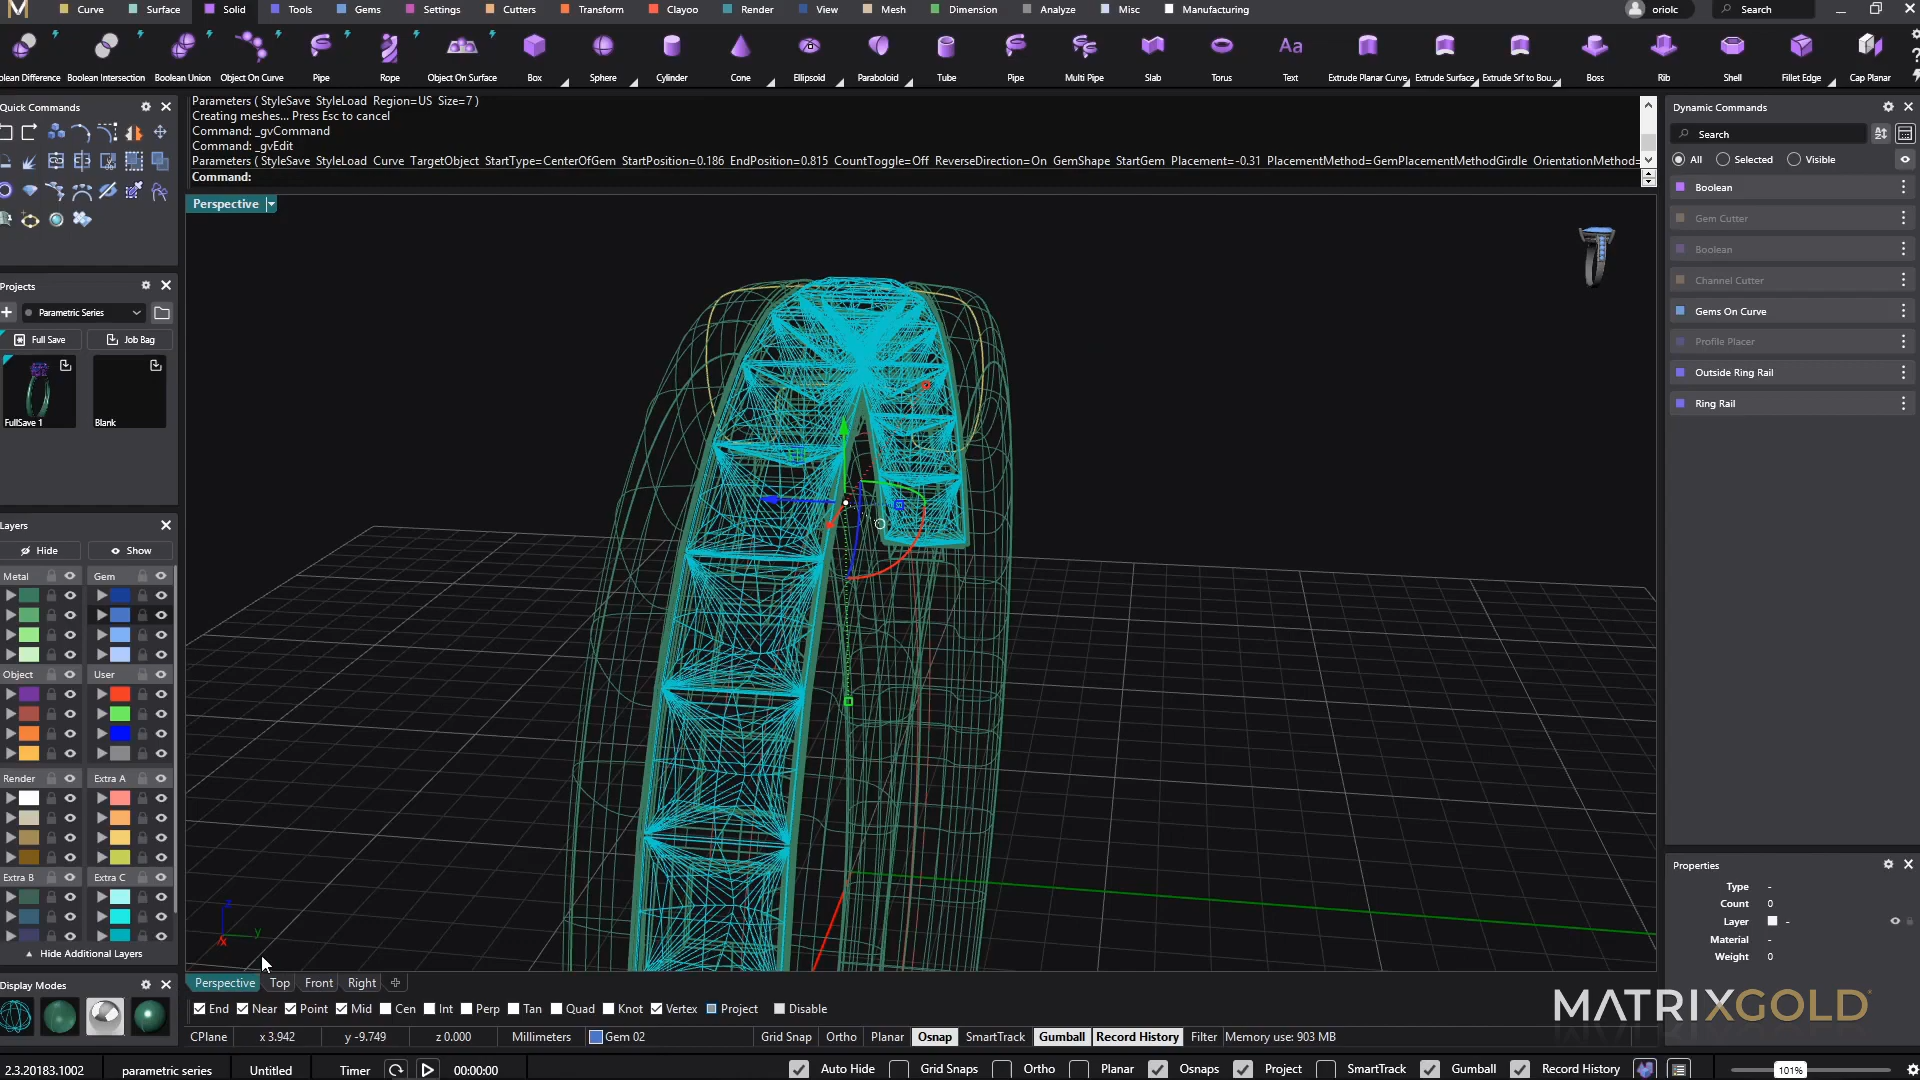 Curve Surface Solid Tools Gems Settings Cutters Transform Clayoo Render View Mesh Dimension Analyze Misc Manufacturing oriolc Search
olean Difference Boolean Intersection Boolean Union Object On Curve Pipe Rope Object On Surface Box Sphere Cylinder Cone Ellipsoid Paraboloid Tube Pipe Multi Pipe Slab Torus Text Extrude Planar Curve Extrude Surface Extrude Srf to Bou... Boss Rib Shell Fillet Edge Cap Planar
Quick Commands
Parameters ( StyleSave StyleLoad Region=US Size=7 )
Creating meshes... Press Esc to cancel
Command: _gvCommand
Command: _gvEdit
Parameters ( StyleSave StyleLoad Curve TargetObject StartType=CenterOfGem StartPosition=0.186 EndPosition=0.815 CountToggle=Off ReverseDirection=On GemShape StartGem Placement=-0.31 PlacementMethod=GemPlacementMethodGirdle OrientationMethod=
Command:
Perspective
Dynamic Commands
Search
All Selected Visible
Boolean
Gem Cutter
Boolean
Channel Cutter
Gems On Curve
Profile Placer
Outside Ring Rail
Ring Rail
Projects
Parametric Series
Full Save Job Bag
FullSave 1 Blank
Layers
Hide Show
Metal Gem
Object User
Render Extra A
Extra B Extra C
Hide Additional Layers
Display Modes
z
y
x
Properties
Type -
Count 0
Layer -
Material -
Weight 0
MATRIXGOLD
Perspective Top Front Right
End Near Point Mid Cen Int Perp Tan Quad Knot Vertex Project Disable
CPlane x 3.942 y -9.749 z 0.000 Millimeters Gem 02 Grid Snap Ortho Planar Osnap SmartTrack Gumball Record History Filter Memory use: 903 MB
2.3.20183.1002 parametric series Untitled Timer 00:00:00 Auto Hide Grid Snaps Ortho Planar Osnaps Project SmartTrack Gumball Record History 101%